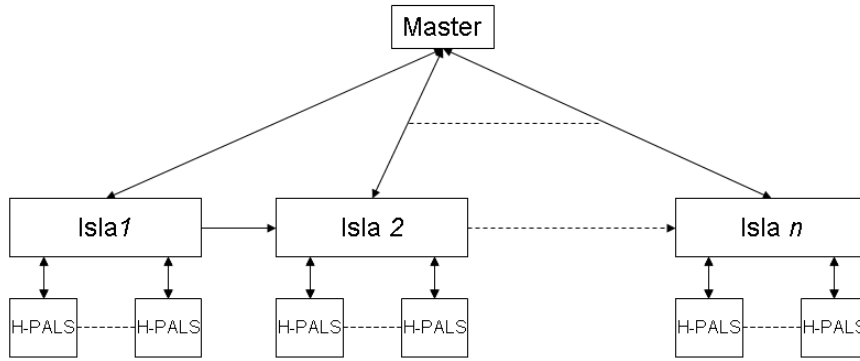 Master
Isla1
Isla 2
Isla n
H-PALS
H-PALS
H-PALS
H-PALS
H-PALS
H-PALS